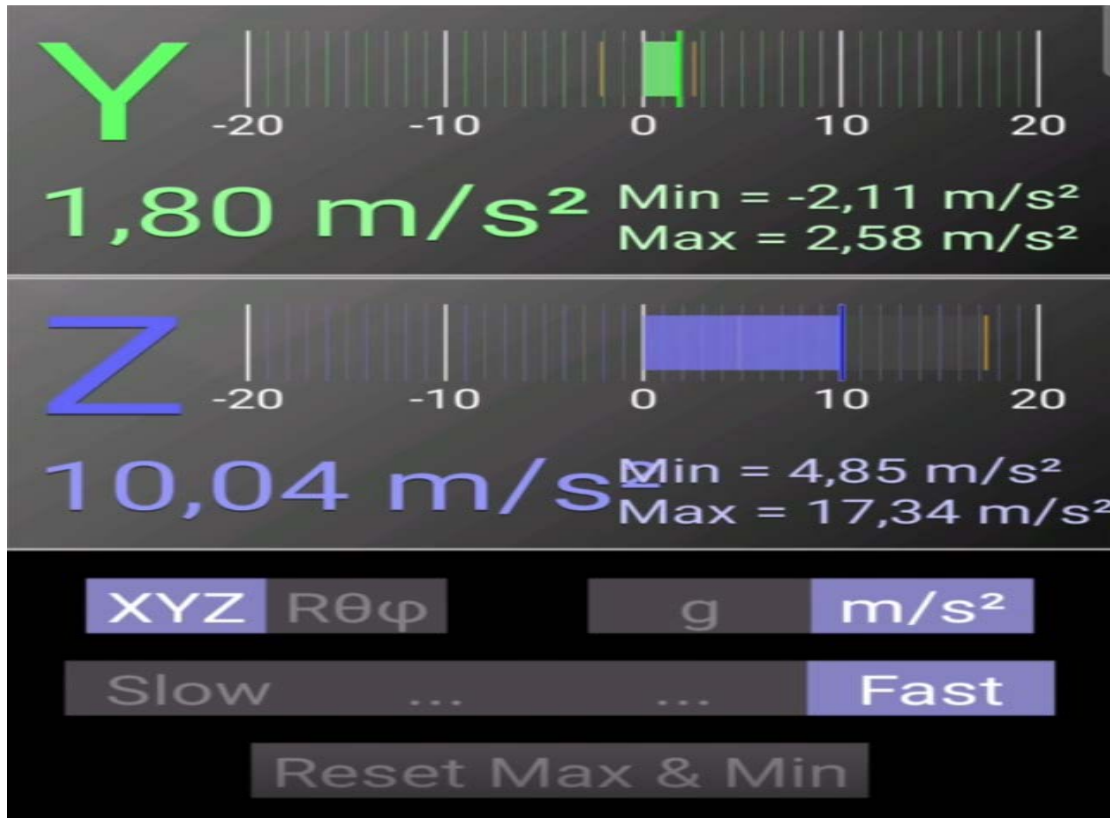 Y
-20 -10 0 10 20
1,80 m/s²
Min = -2,11 m/s²
Max = 2,58 m/s²
Z
-20 -10 0 10 20
10,04 m/s²
Min = 4,85 m/s²
Max = 17,34 m/s²
XYZ Rθφ g m/s²
Slow ... ... Fast
Reset Max & Min